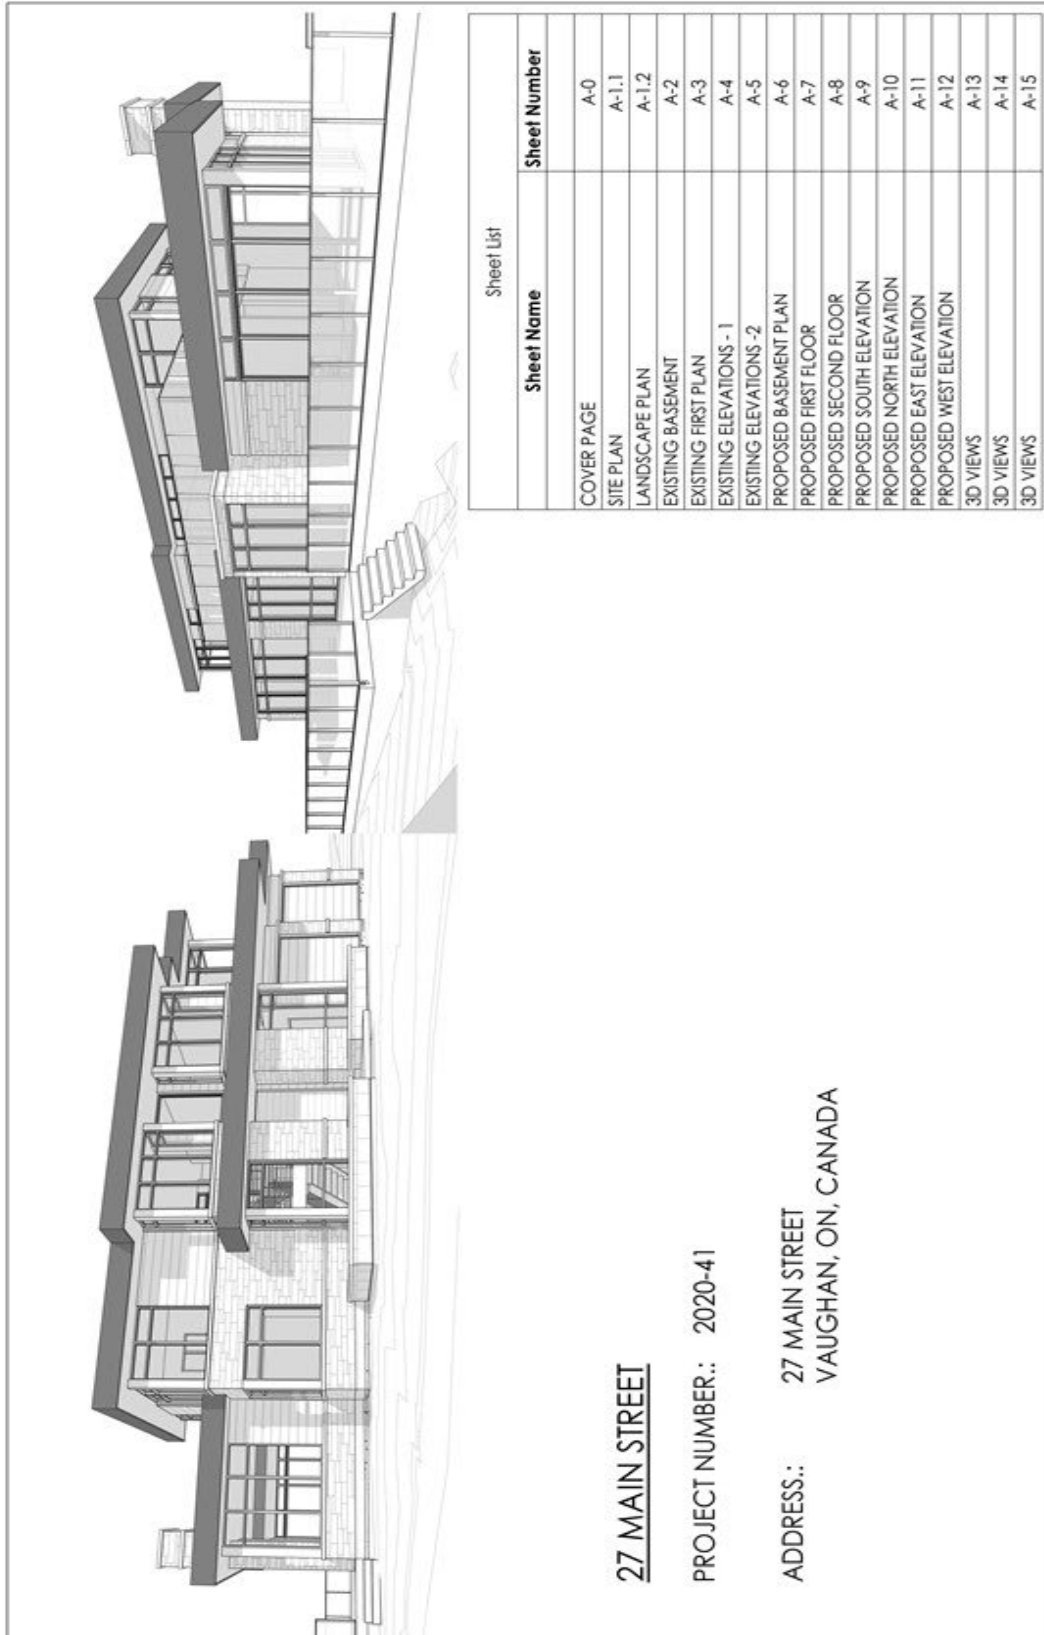 27 MAIN STREET
PROJECT NUMBER.: 2020-41
ADDRESS.: 27 MAIN STREET
VAUGHAN, ON, CANADA
Sheet List
Sheet Name Sheet Number
COVER PAGE A-0
SITE PLAN A-1.1
LANDSCAPE PLAN A-1.2
EXISTING BASEMENT A-2
EXISTING FIRST PLAN A-3
EXISTING ELEVATIONS - 1 A-4
EXISTING ELEVATIONS -2 A-5
PROPOSED BASEMENT PLAN A-6
PROPOSED FIRST FLOOR A-7
PROPOSED SECOND FLOOR A-8
PROPOSED SOUTH ELEVATION A-9
PROPOSED NORTH ELEVATION A-10
PROPOSED EAST ELEVATION A-11
PROPOSED WEST ELEVATION A-12
3D VIEWS A-13
3D VIEWS A-14
3D VIEWS A-15